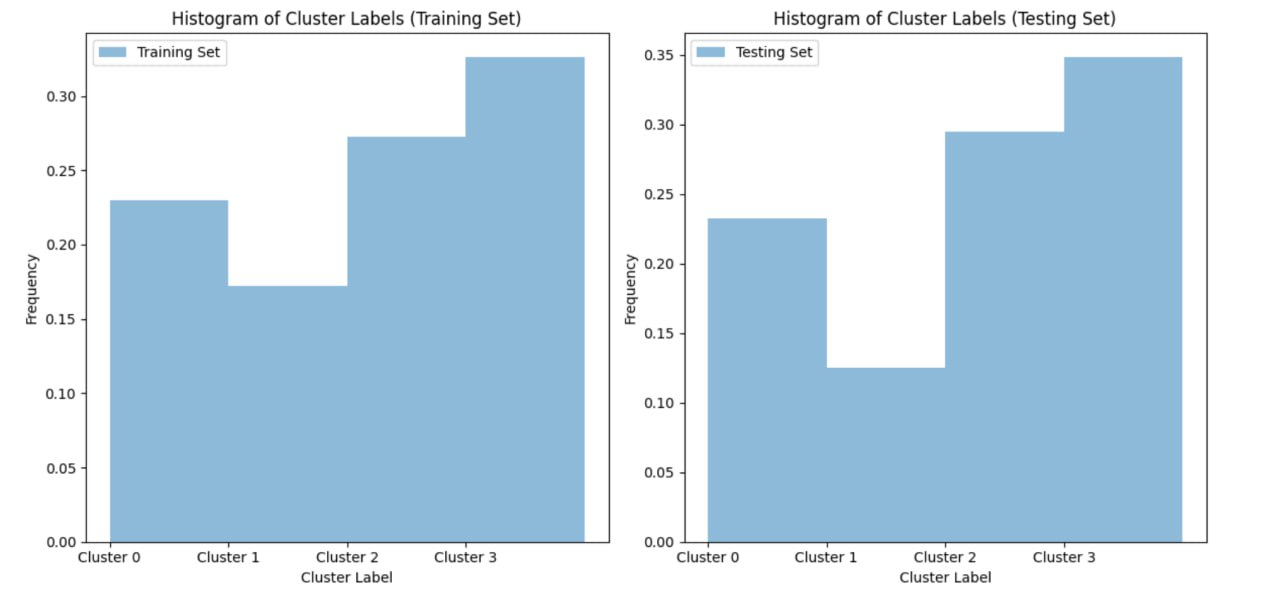 Histogram of Cluster Labels (Training Set)
Training Set
0.30
0.25
0.20
0.15
0.10
0.05
0.00
Frequency
Cluster 0 Cluster 1 Cluster 2 Cluster 3
Cluster Label
Histogram of Cluster Labels (Testing Set)
Testing Set
0.35
0.30
0.25
0.20
0.15
0.10
0.05
0.00
Frequency
Cluster 0 Cluster 1 Cluster 2 Cluster 3
Cluster Label